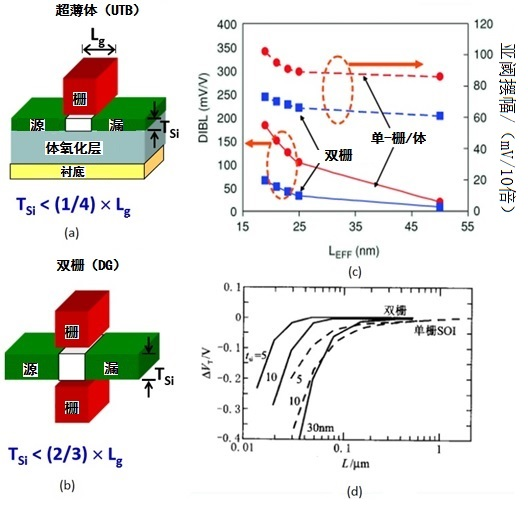 超薄体（UTB）
Lg
栅
源
漏
TSi
体氧化层
衬底
TSi < (1/4) × Lg
(a)
双栅（DG）
栅
源
漏
TSi
栅
TSi < (2/3) × Lg
(b)
DIBL (mV/V)
400
350
300
250
200
150
100
50
0
120
100
80
60
40
20
0
亚阈摆幅/(mV/10倍)
单-栅/体
双栅
15 20 25 30 35 40 45 50 55
LEFF (nm)
(c)
ΔVT/V
0
-0.1
-0.2
-0.3
-0.4
双栅
单栅SOI
tsi=5
10
5
10
30nm
0.01 0.1 1
L/μm
(d)